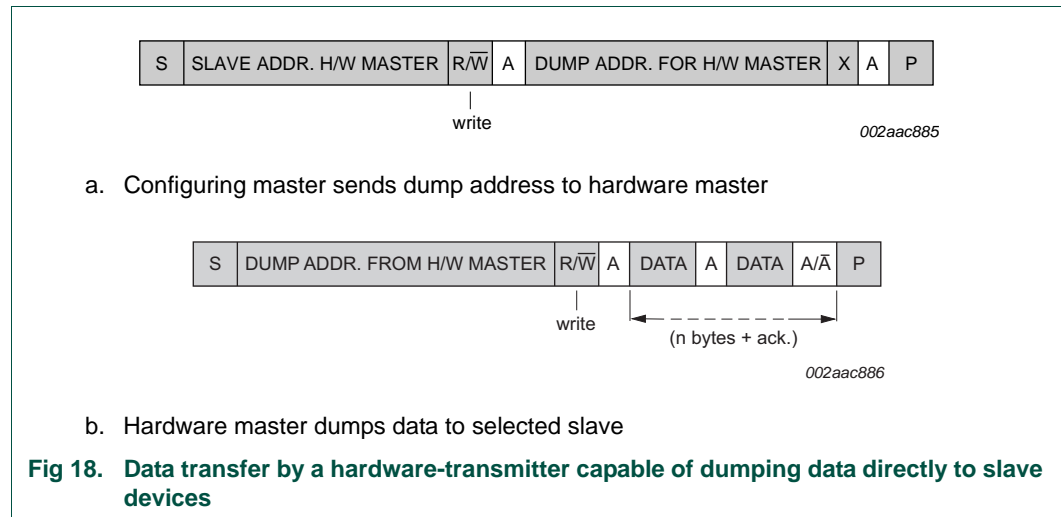 S SLAVE ADDR. H/W MASTER R/W̅ A DUMP ADDR. FOR H/W MASTER X A P
write
002aac885
a. Configuring master sends dump address to hardware master
S DUMP ADDR. FROM H/W MASTER R/W̅ A DATA A DATA A/A̅ P
write
(n bytes + ack.)
002aac886
b. Hardware master dumps data to selected slave
Fig 18. Data transfer by a hardware-transmitter capable of dumping data directly to slave
devices